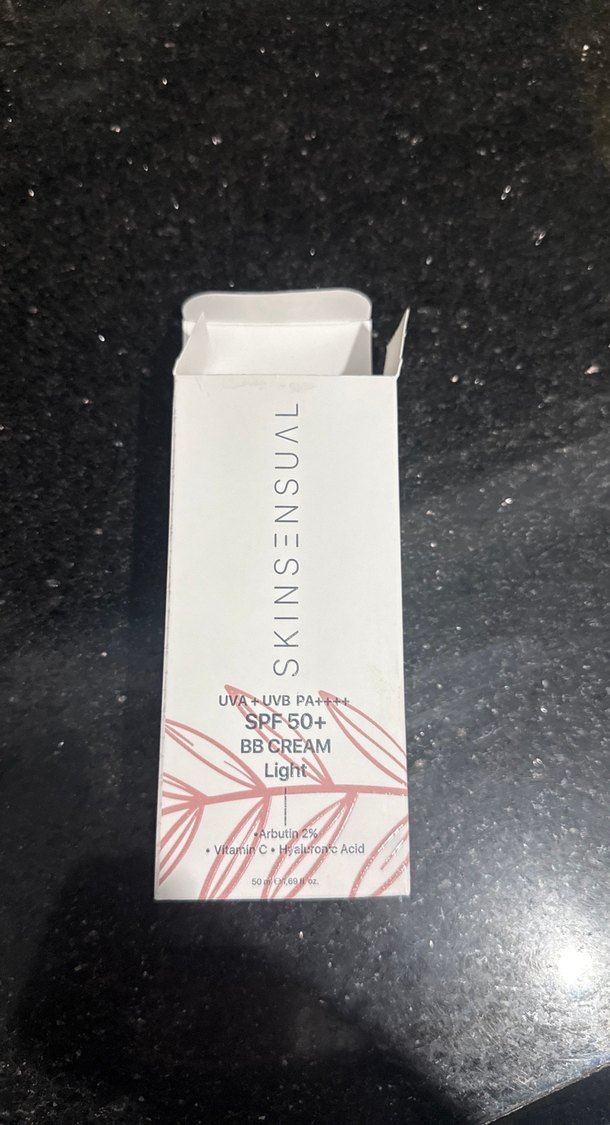 SKINSENSUAL
UVA + UVB PA++++
SPF 50+
BB CREAM
Light
•Arbutin 2%
• Vitamin C • Hyaluronic Acid
50 ml ℮ 1,69 fl. oz.